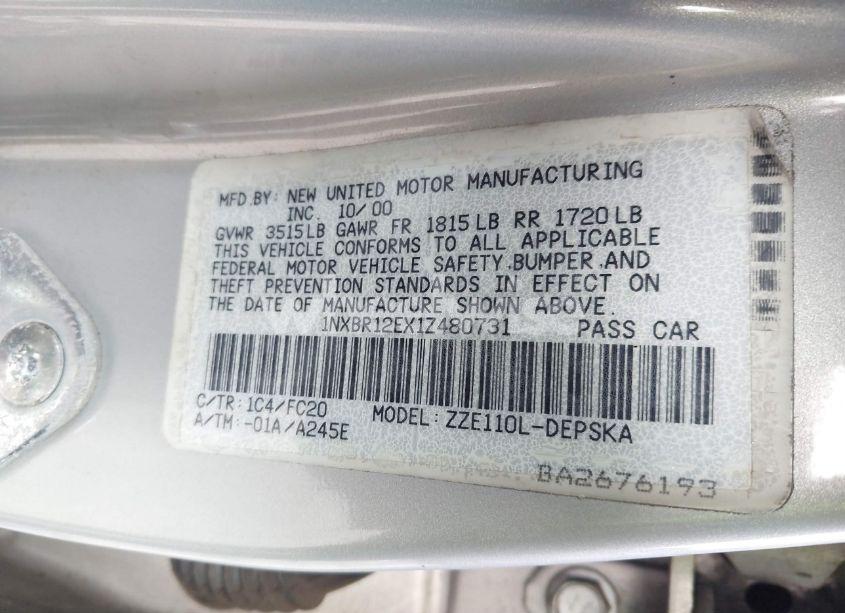 MFD.BY: NEW UNITED MOTOR MANUFACTURING
INC. 10/00
GVWR 3515LB GAWR FR 1815LB RR 1720LB
THIS VEHICLE CONFORMS TO ALL APPLICABLE
FEDERAL MOTOR VEHICLE SAFETY,BUMPER,AND
THEFT PREVENTION STANDARDS IN EFFECT ON
THE DATE OF MANUFACTURE SHOWN ABOVE.
1NXBR12EX1Z480731 PASS CAR
C/TR:1C4/FC20 MODEL:ZZE110L-DEPSKA
A/TM:-01A/A245E
BA2676193